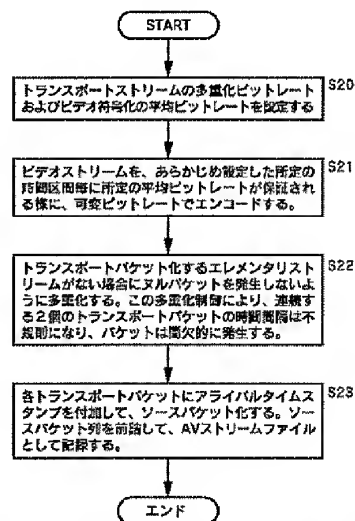 START
S20
トランスポートストリームの多重化ビットレート
およびビデオ符号化の平均ビットレートを設定する
S21
ビデオストリームを、あらかじめ設定した所定の
時間区間毎に所定の平均ビットレートが保証され
る様に、可変ビットレートでエンコードする。
S22
トランスポートパケット化するエレメンタリスト
リームがない場合にヌルパケットを発生しないよ
うに多重化する。この多重化制御により、連続す
る2個のトランスポートパケットの時間間隔は不
規則になり、パケットは間欠的に発生する。
S23
各トランスポートパケットにアライバルタイムス
タンプを付加して、ソースパケット化する。ソー
スパケット列を前詰して、AVストリームファイル
として記録する。
エンド